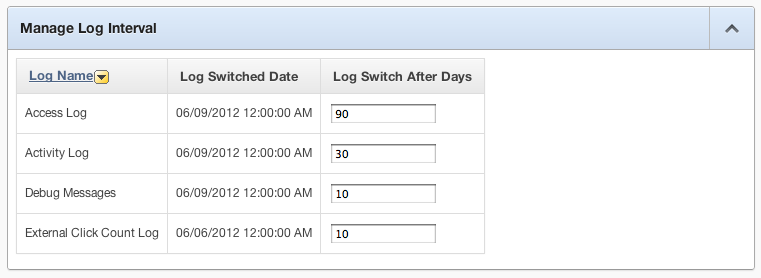 Manage Log Interval
Log Name Log Switched Date Log Switch After Days
Access Log 06/09/2012 12:00:00 AM 90
Activity Log 06/09/2012 12:00:00 AM 30
Debug Messages 06/09/2012 12:00:00 AM 10
External Click Count Log 06/06/2012 12:00:00 AM 10